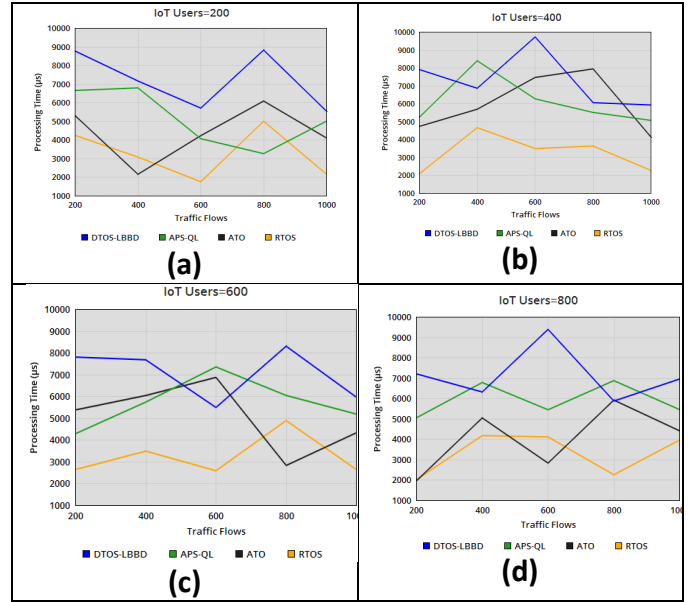 IoT Users=200
Processing Time (µs)
10000
9000
8000
7000
6000
5000
4000
3000
2000
1000
200 400 600 800 1000
Traffic Flows
DTOS-LBBD APS-QL ATO RTOS
(a)
IoT Users=400
Processing Time (µs)
10000
9000
8000
7000
6000
5000
4000
3000
2000
1000
200 400 600 800 1000
Traffic Flows
DTOS-LBBD APS-QL ATO RTOS
(b)
IoT Users=600
Processing Time (µs)
10000
9000
8000
7000
6000
5000
4000
3000
2000
1000
200 400 600 800 100
Traffic Flows
DTOS-LBBD APS-QL ATO RTOS
(c)
IoT Users=800
Processing Time (µs)
10000
9000
8000
7000
6000
5000
4000
3000
2000
1000
200 400 600 800 100
Traffic Flows
DTOS-LBBD APS-QL ATO RTOS
(d)